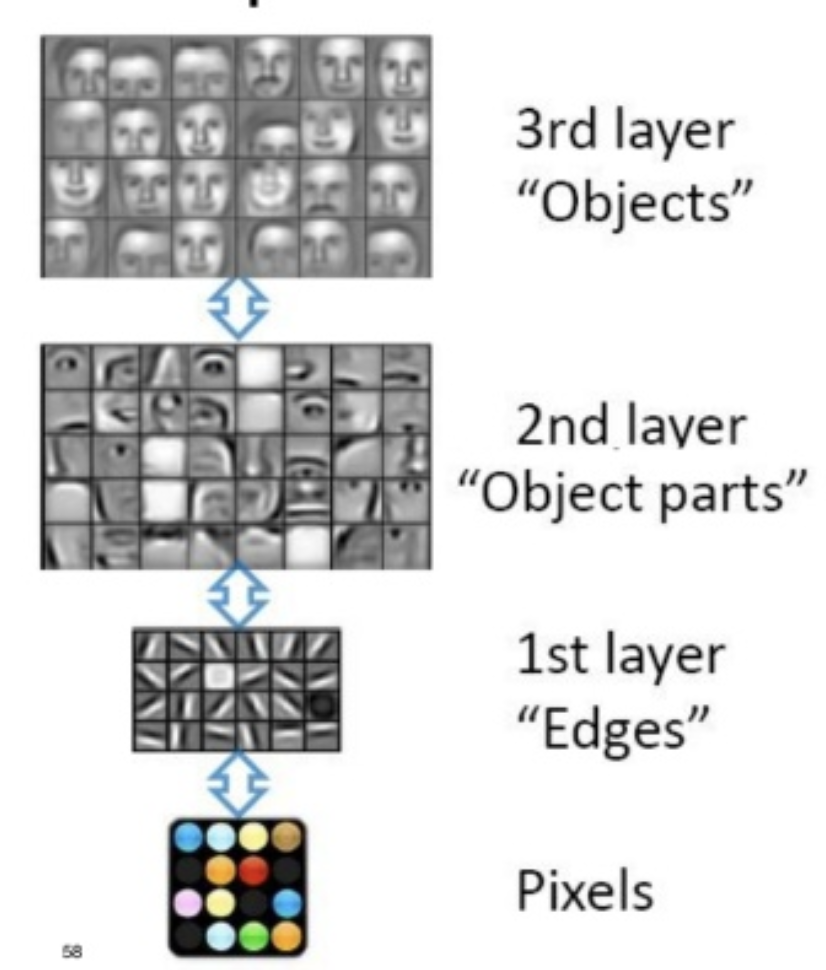 3rd layer
“Objects”
2nd layer
“Object parts”
1st layer
“Edges”
Pixels
58